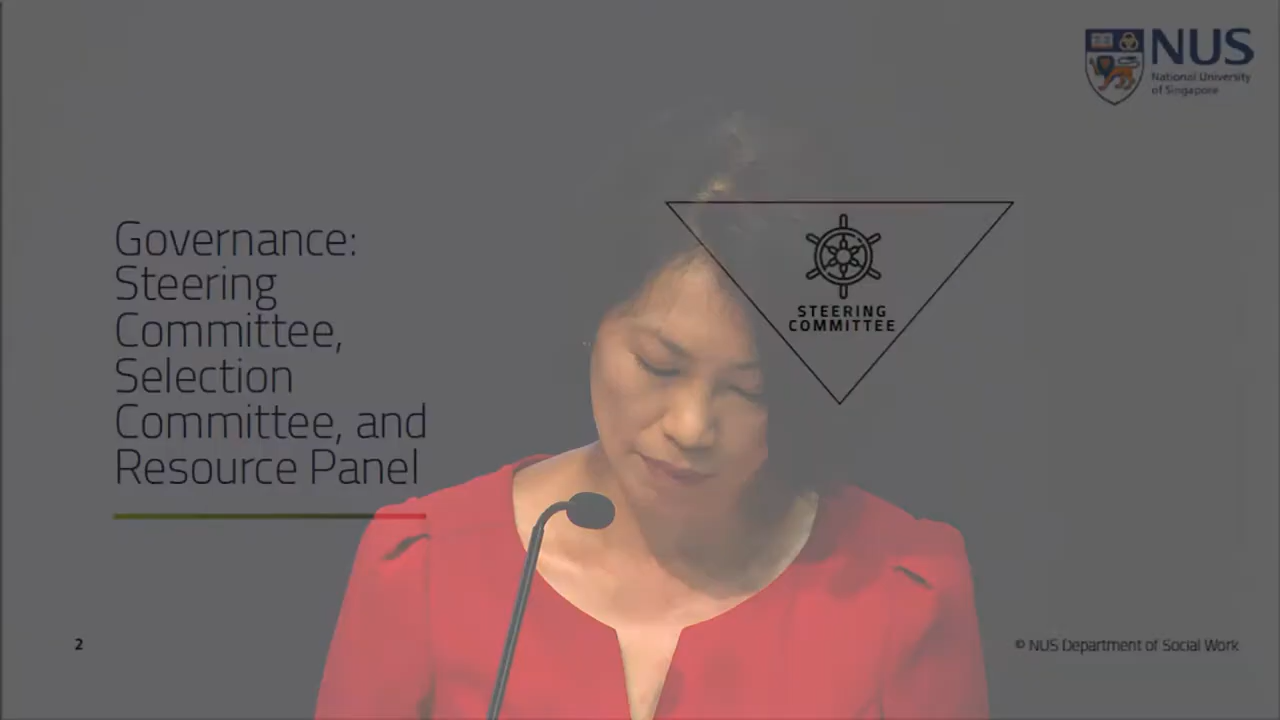 NUS
National University
of Singapore
Governance:
Steering
Committee,
Selection
Committee, and
Resource Panel
STEERING
COMMITTEE
2
© NUS Department of Social Work